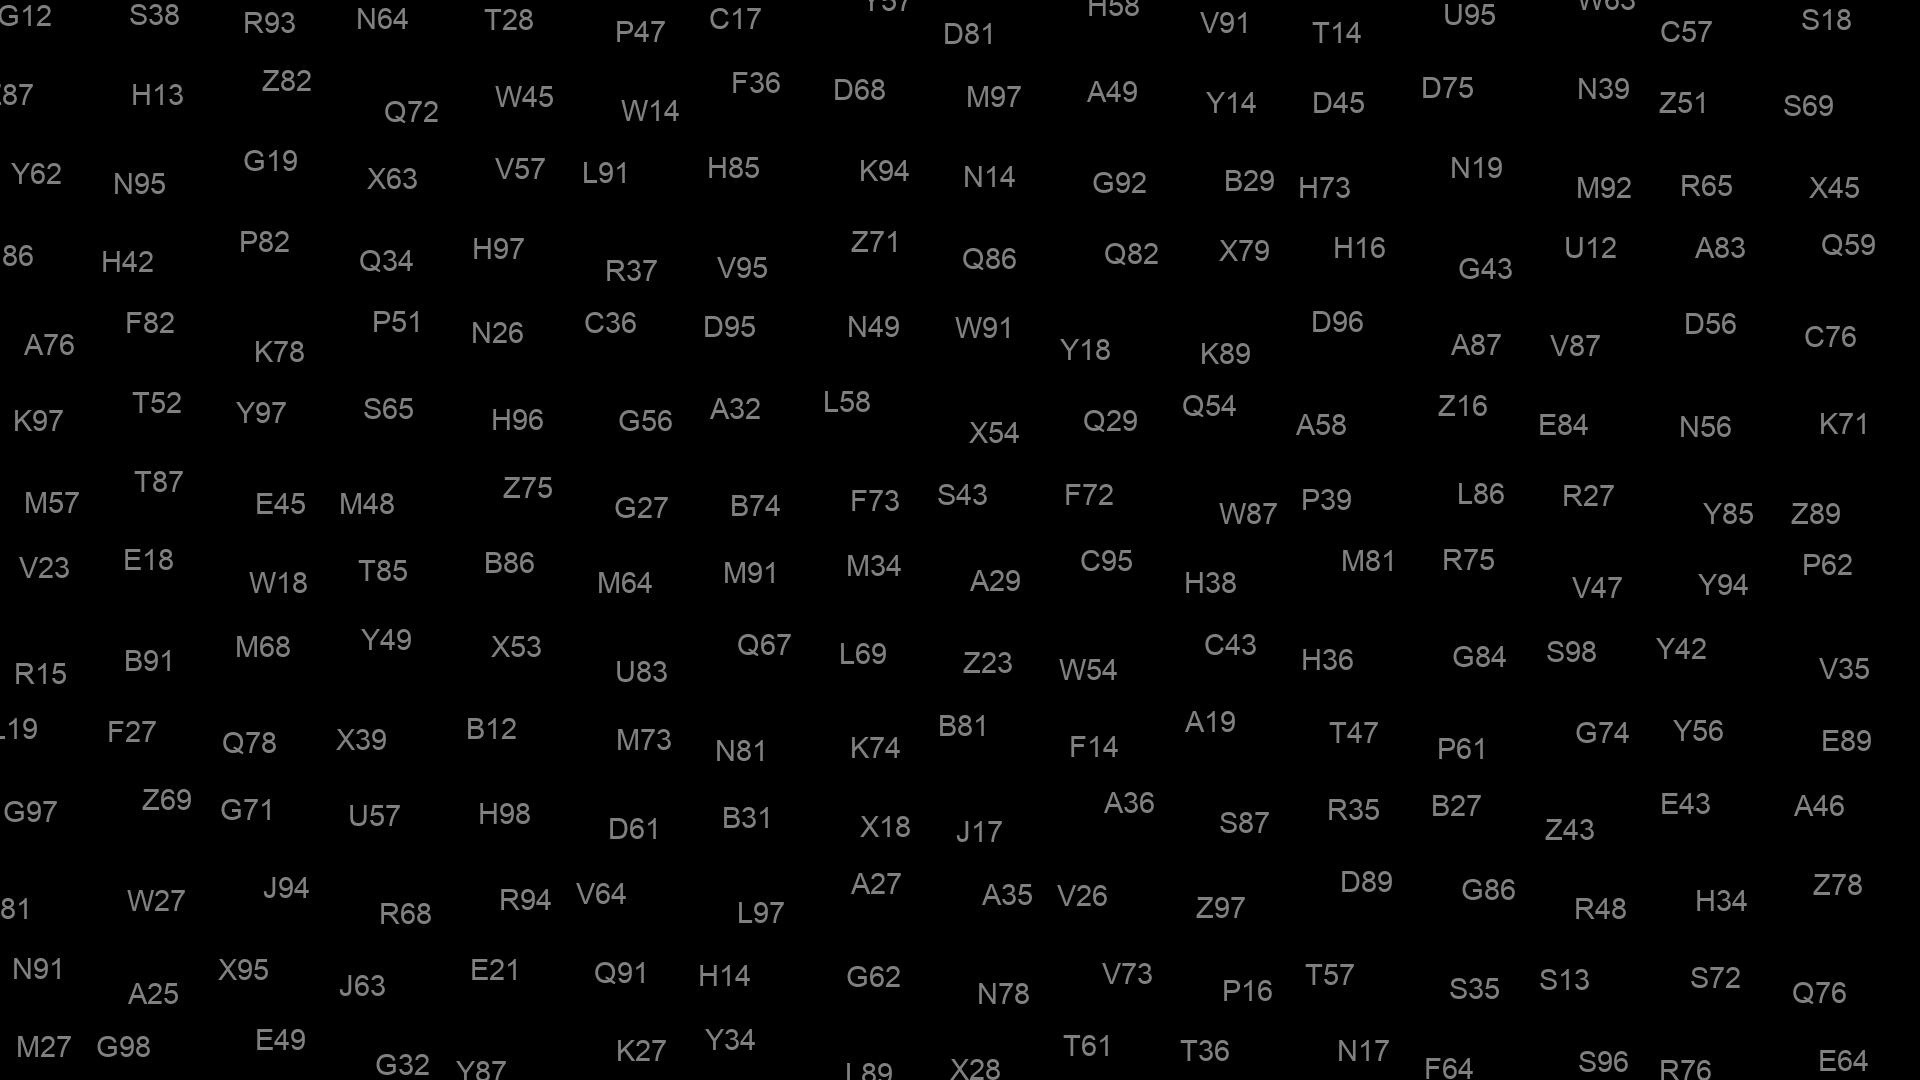 G12 S38 R93 N64 T28 P47 C17 Y57 D81 H58 V91 T14 U95 W63 C57 S18
H13 Z82 Q72 W45 W14 F36 D68 M97 A49 Y14 D45 D75 N39 Z51 S69
Y62 N95 G19 X63 V57 L91 H85 K94 N14 G92 B29 H73 N19 M92 R65 X45
86 H42 P82 Q34 H97 R37 V95 Z71 Q86 Q82 X79 H16 G43 U12 A83 Q59
A76 F82 K78 P51 N26 C36 D95 N49 W91 Y18 K89 D96 A87 V87 D56 C76
K97 T52 Y97 S65 H96 G56 A32 L58 X54 Q29 Q54 A58 Z16 E84 N56 K71
M57 T87 E45 M48 Z75 G27 B74 F73 S43 F72 W87 P39 L86 R27 Y85 Z89
V23 E18 W18 T85 B86 M64 M91 M34 A29 C95 H38 M81 R75 V47 Y94 P62
R15 B91 M68 Y49 X53 U83 Q67 L69 Z23 W54 C43 H36 G84 S98 Y42 V35
L19 F27 Q78 X39 B12 M73 N81 K74 B81 F14 A19 T47 P61 G74 Y56 E89
G97 Z69 G71 U57 H98 D61 B31 X18 J17 A36 S87 R35 B27 Z43 E43 A46
81 W27 J94 R68 R94 V64 L97 A27 A35 V26 Z97 D89 G86 R48 H34 Z78
N91 A25 X95 J63 E21 Q91 H14 G62 N78 V73 P16 T57 S35 S13 S72 Q76
M27 G98 E49 G32 Y87 K27 Y34 L89 X28 T61 T36 N17 F64 S96 R76 E64